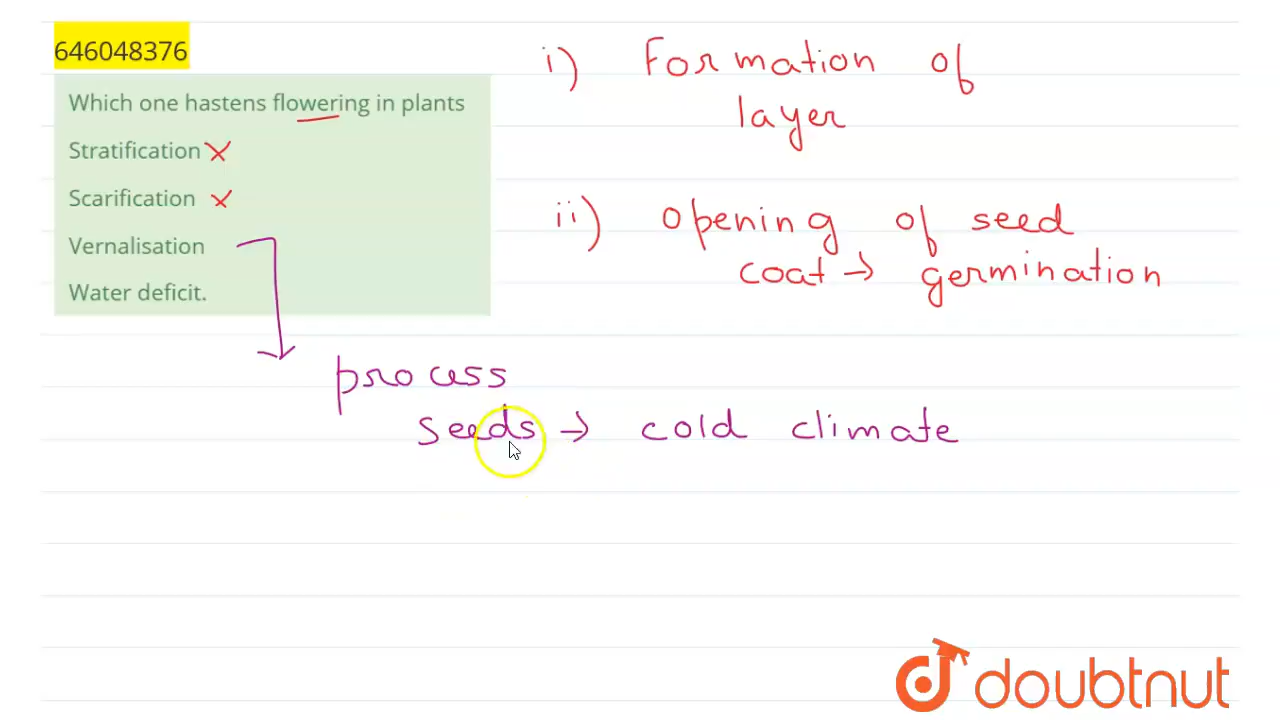 646048376
Which one hastens flowering in plants
Stratification X
Scarification X
Vernalisation
Water deficit.
i) Formation of
layer
ii) opening of seed
coat → germination
process
seeds → cold climate
doubtnut